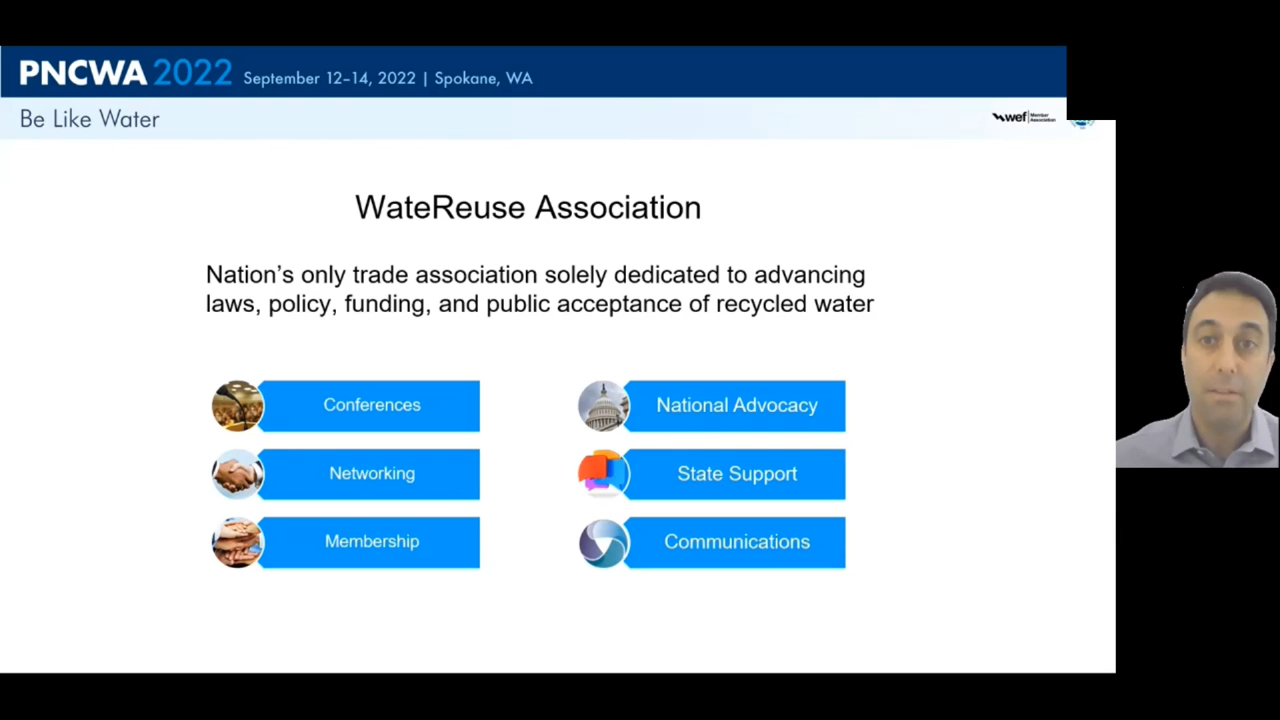 PNCWA 2022 September 12–14, 2022 | Spokane, WA
Be Like Water
wef Member Association
WateReuse Association
Nation's only trade association solely dedicated to advancing
laws, policy, funding, and public acceptance of recycled water
Conferences
National Advocacy
Networking
State Support
Membership
Communications